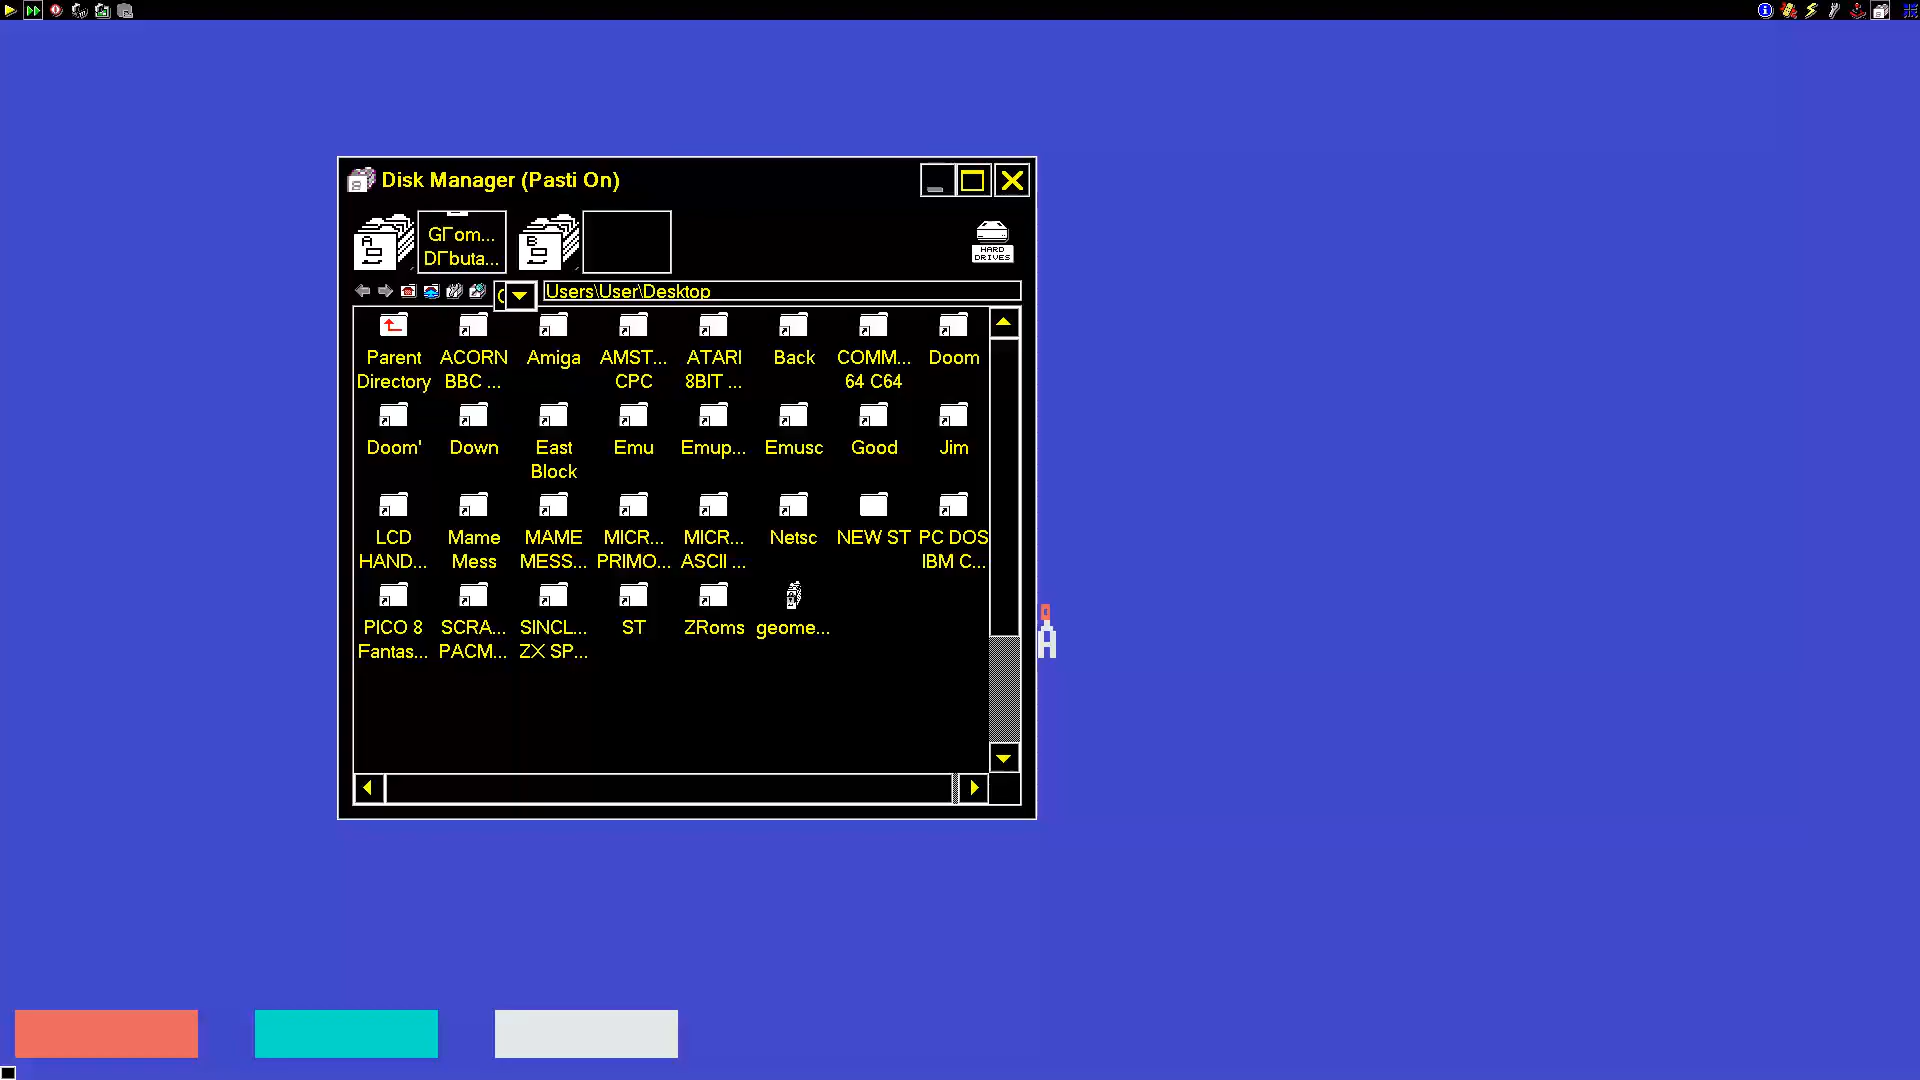 Disk Manager (Pasti On)
A
GΓom...
DΓbuta...
B
HARD
DRIVES
Users\User\Desktop
Parent
Directory
ACORN
BBC ...
Amiga
AMST...
CPC
ATARI
8BIT ...
Back
COMM...
64 C64
Doom
Doom'
Down
East
Block
Emu
Emup...
Emusc
Good
Jim
LCD
HAND...
Mame
Mess
MAME
MESS...
MICR...
PRIMO...
MICR...
ASCII ...
Netsc
NEW ST
PC DOS
IBM C...
PICO 8
Fantas...
SCRA...
PACM...
SINCL...
ZX SP...
ST
ZRoms
geome...